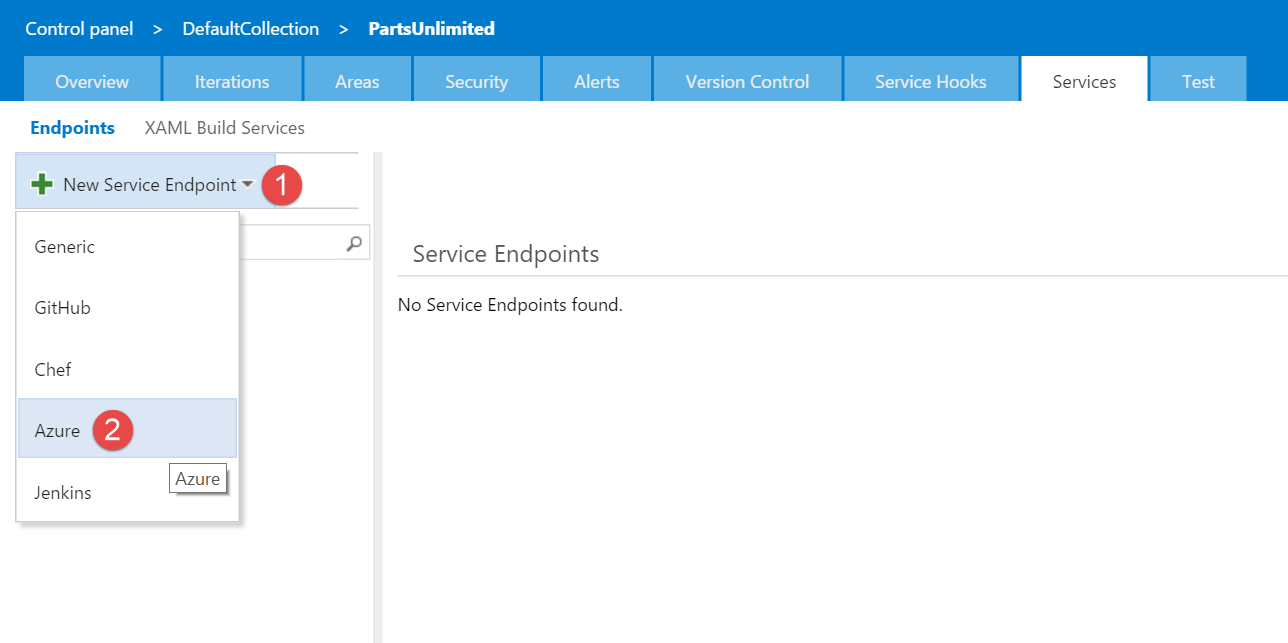 Control panel > DefaultCollection > PartsUnlimited
Overview Iterations Areas Security Alerts Version Control Service Hooks Services Test
Endpoints XAML Build Services
New Service Endpoint 1
Generic
Service Endpoints
No Service Endpoints found.
GitHub
Chef
Azure 2
Azure
Jenkins